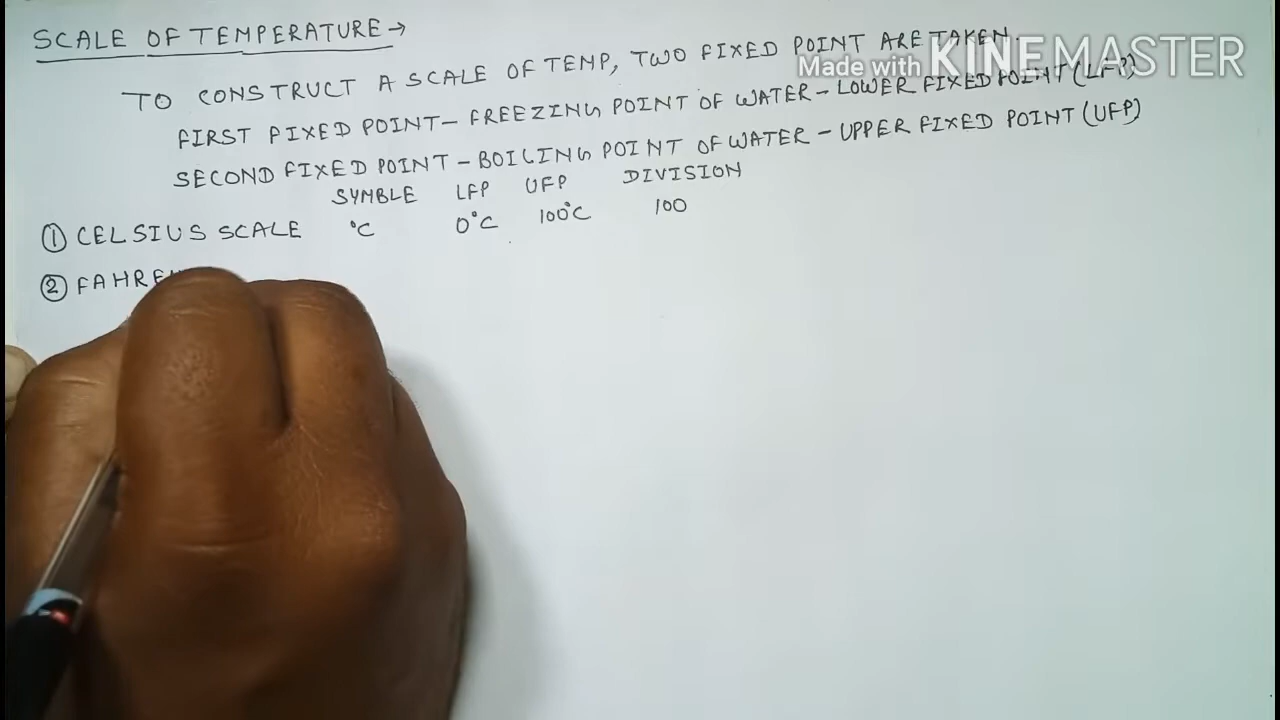 SCALE OF TEMPERATURE →
TO CONSTRUCT A SCALE OF TEMP, TWO FIXED POINT ARE TAKEN.
Made with KINEMASTER
FIRST FIXED POINT - FREEZING POINT OF WATER - LOWER FIXED POINT (LFP)
SECOND FIXED POINT - BOILING POINT OF WATER - UPPER FIXED POINT (UFP)
SYMBLE LFP UFP DIVISION
① CELSIUS SCALE °C 0°C 100°C 100
②